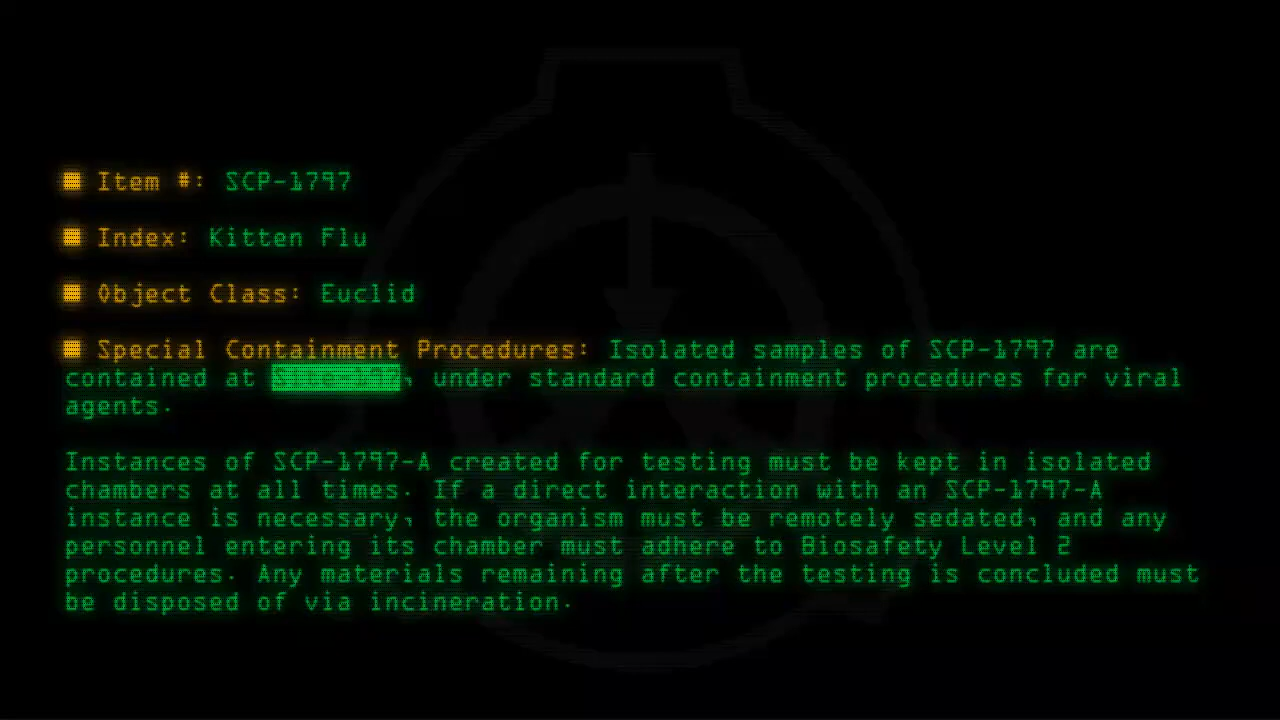 Item #: SCP-1797
Index: Kitten Flu
Object Class: Euclid
Special Containment Procedures: Isolated samples of SCP-1797 are
contained at , under standard containment procedures for viral
agents.
Instances of SCP-1797-A created for testing must be kept in isolated
chambers at all times. If a direct interaction with an SCP-1797-A
instance is necessary, the organism must be remotely sedated, and any
personnel entering its chamber must adhere to Biosafety Level 2
procedures. Any materials remaining after the testing is concluded must
be disposed of via incineration.